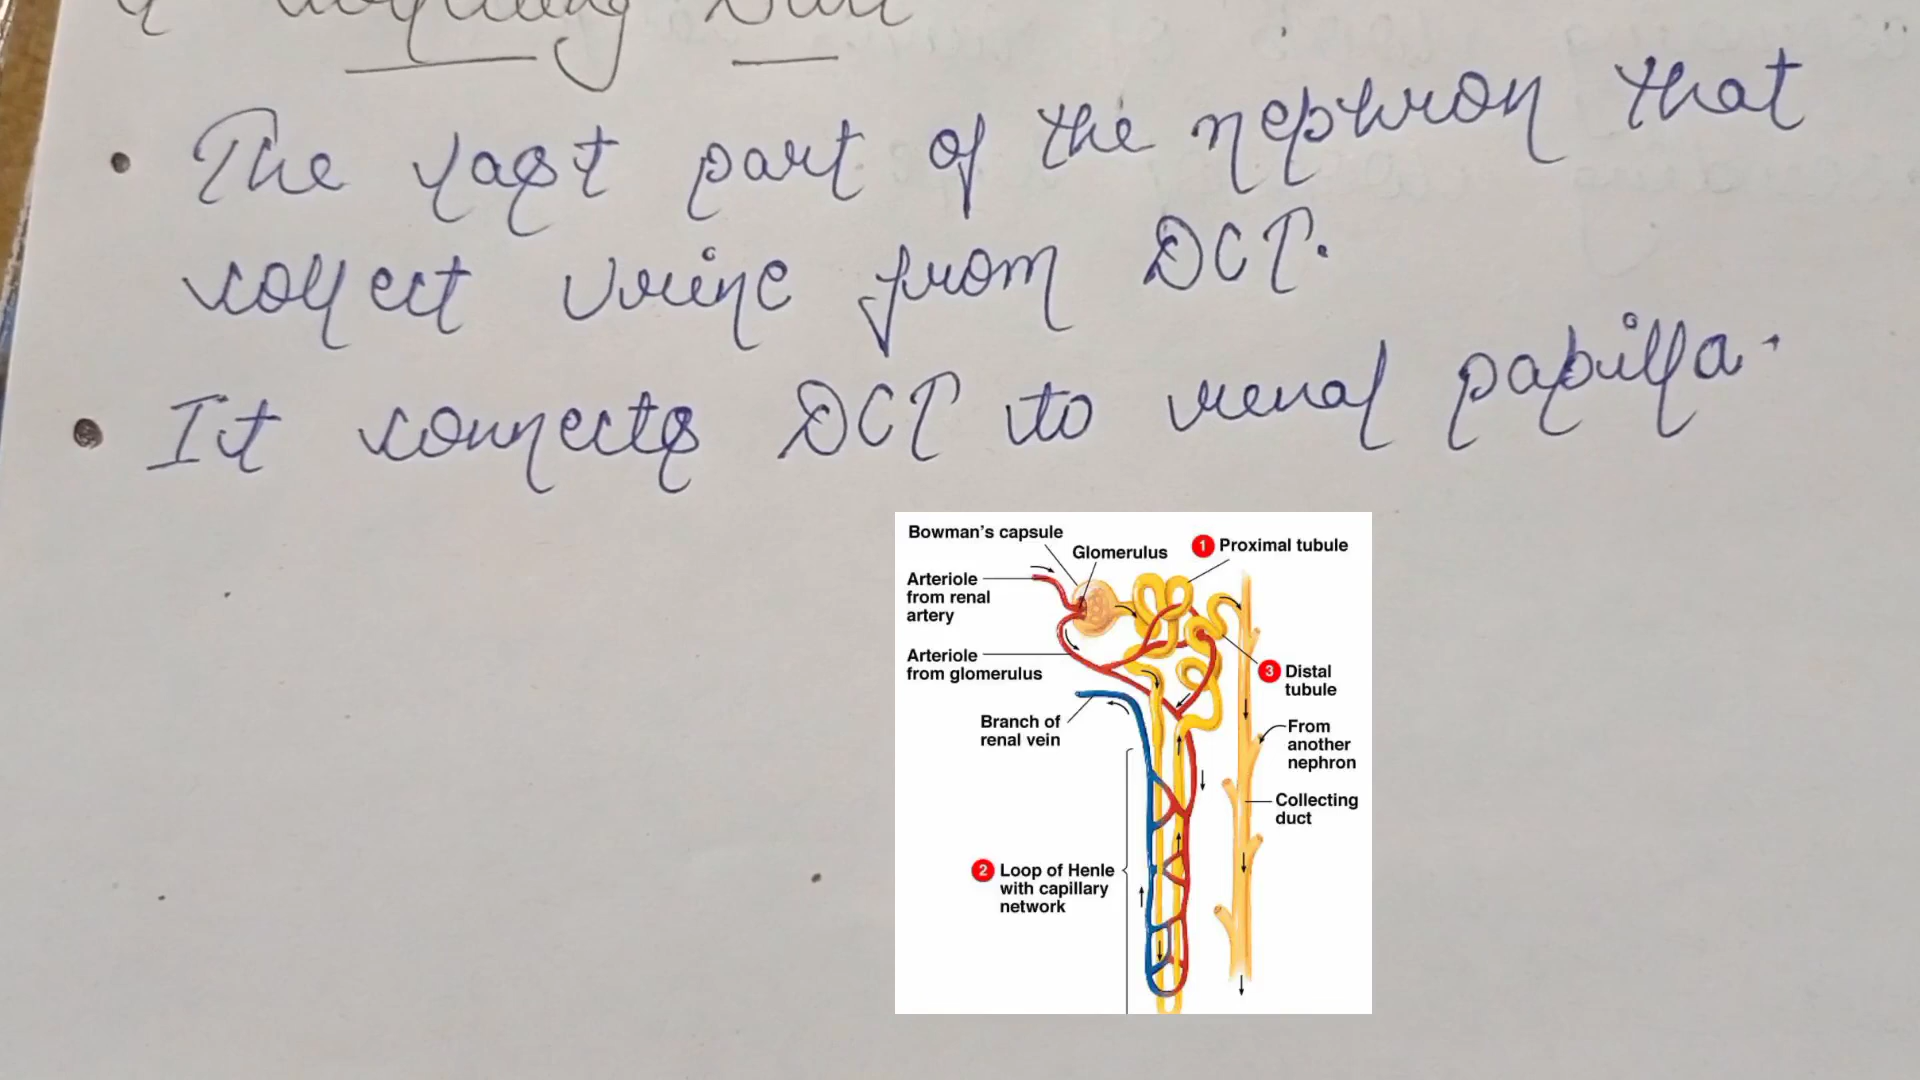 Collecting Duct
• The last part of the nephron that
collect urine from DCT.
• It connects DCT to renal papilla.
Bowman's capsule
Glomerulus
1 Proximal tubule
Arteriole
from renal
artery
Arteriole
from glomerulus
3 Distal
tubule
Branch of
renal vein
From
another
nephron
Collecting
duct
2 Loop of Henle
with capillary
network